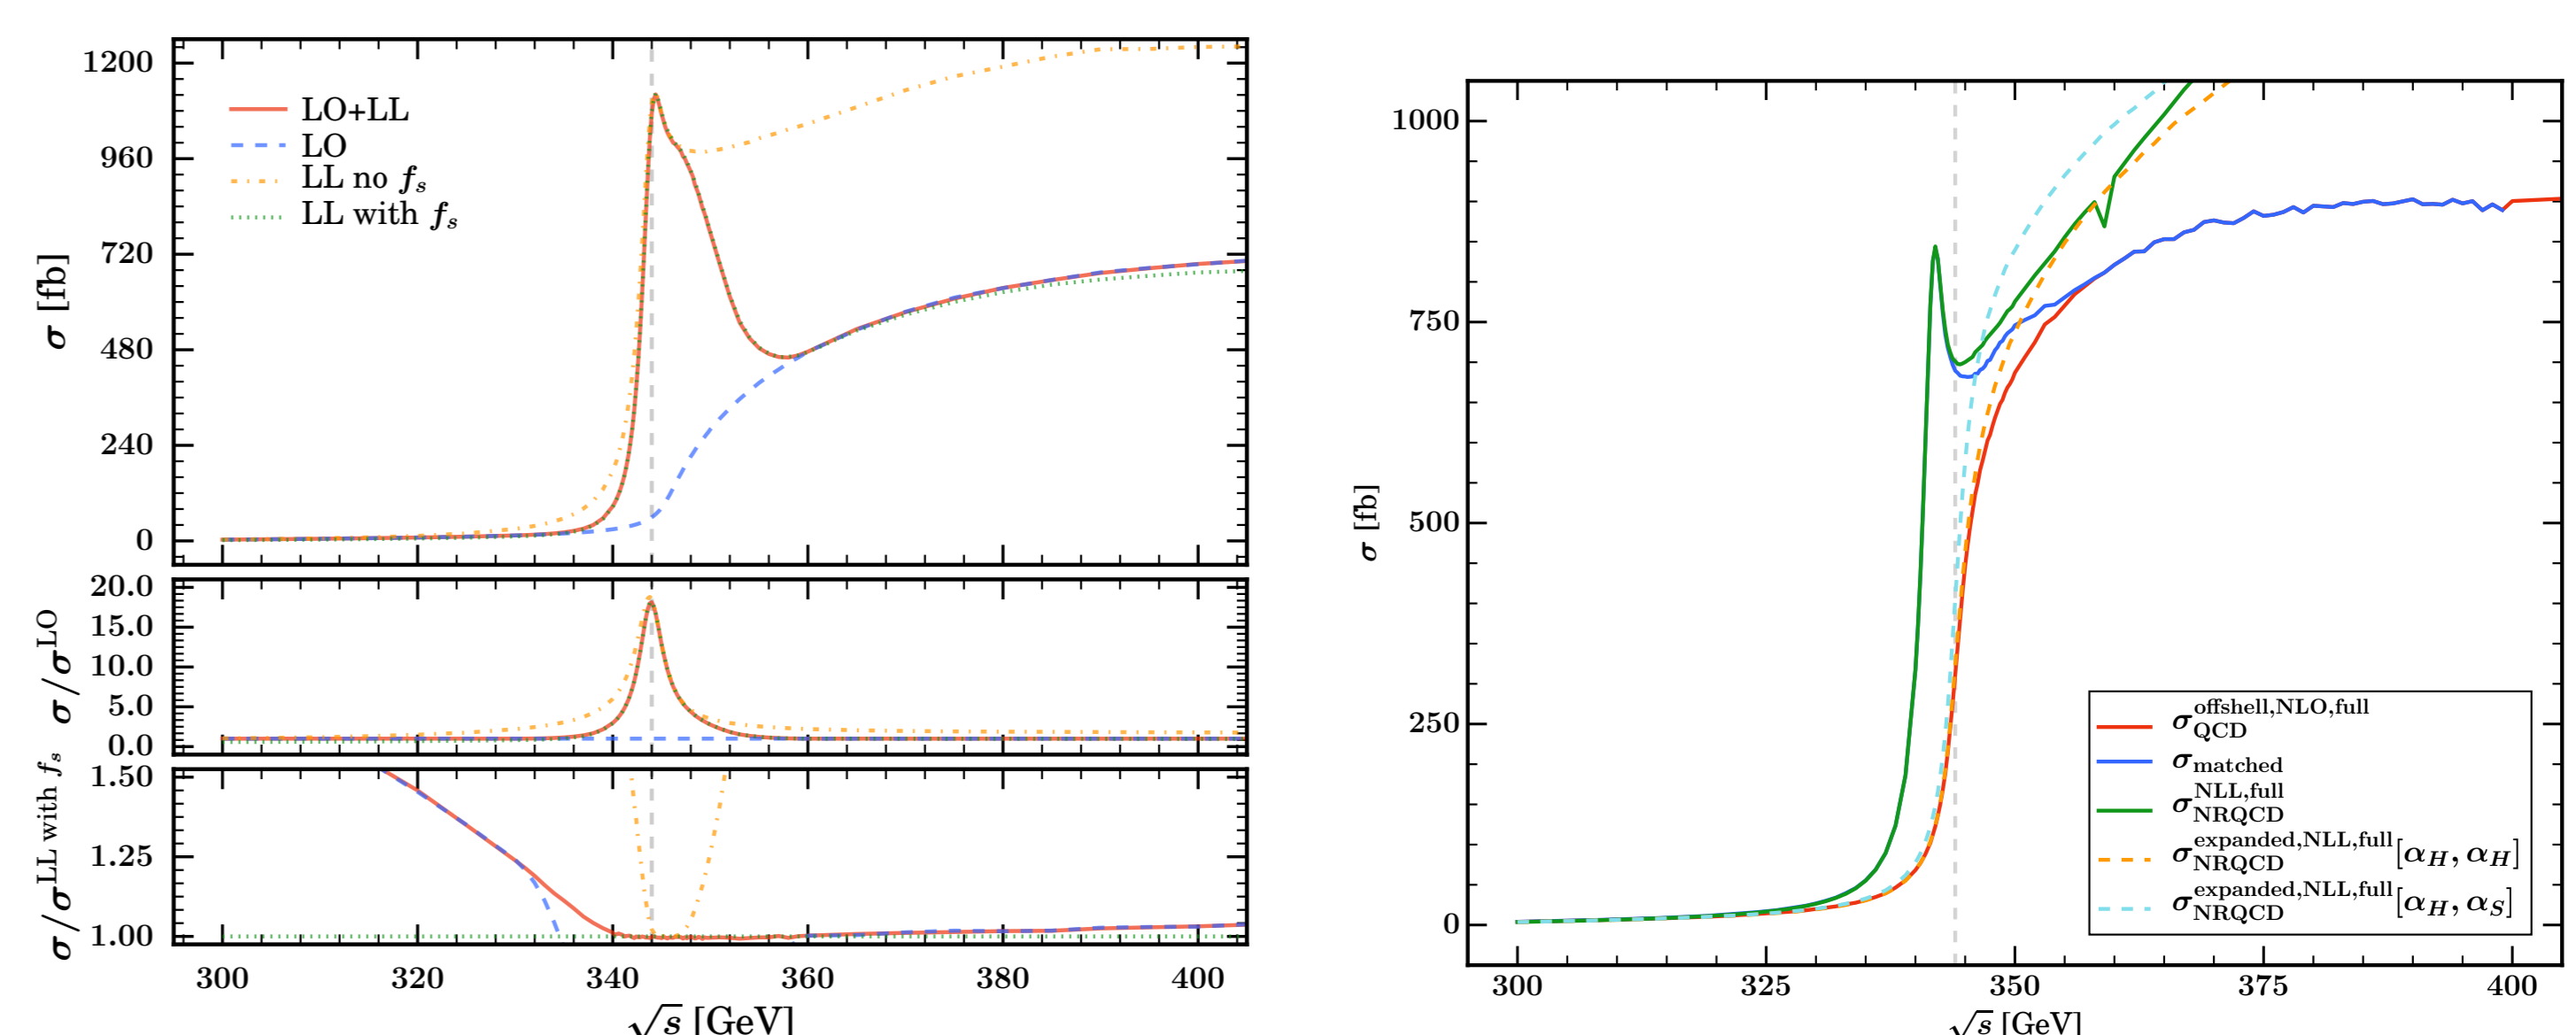 1200
960
720
480
240
0
σ [fb]
LO+LL
LO
LL no fₛ
LL with fₛ
20.0
15.0
10.0
5.0
0.0
σ/σ^LO
1.50
1.25
1.00
σ/σ^LL with fₛ
300 320 340 360 380 400
√s [GeV]
1000
750
500
250
0
σ [fb]
σ_QCD^offshell,NLO,full
σ_matched
σ_NRQCD^NLL,full
σ_NRQCD^expanded,NLL,full[α_H, α_H]
σ_NRQCD^expanded,NLL,full[α_H, α_S]
300 325 350 375 400
√s [GeV]